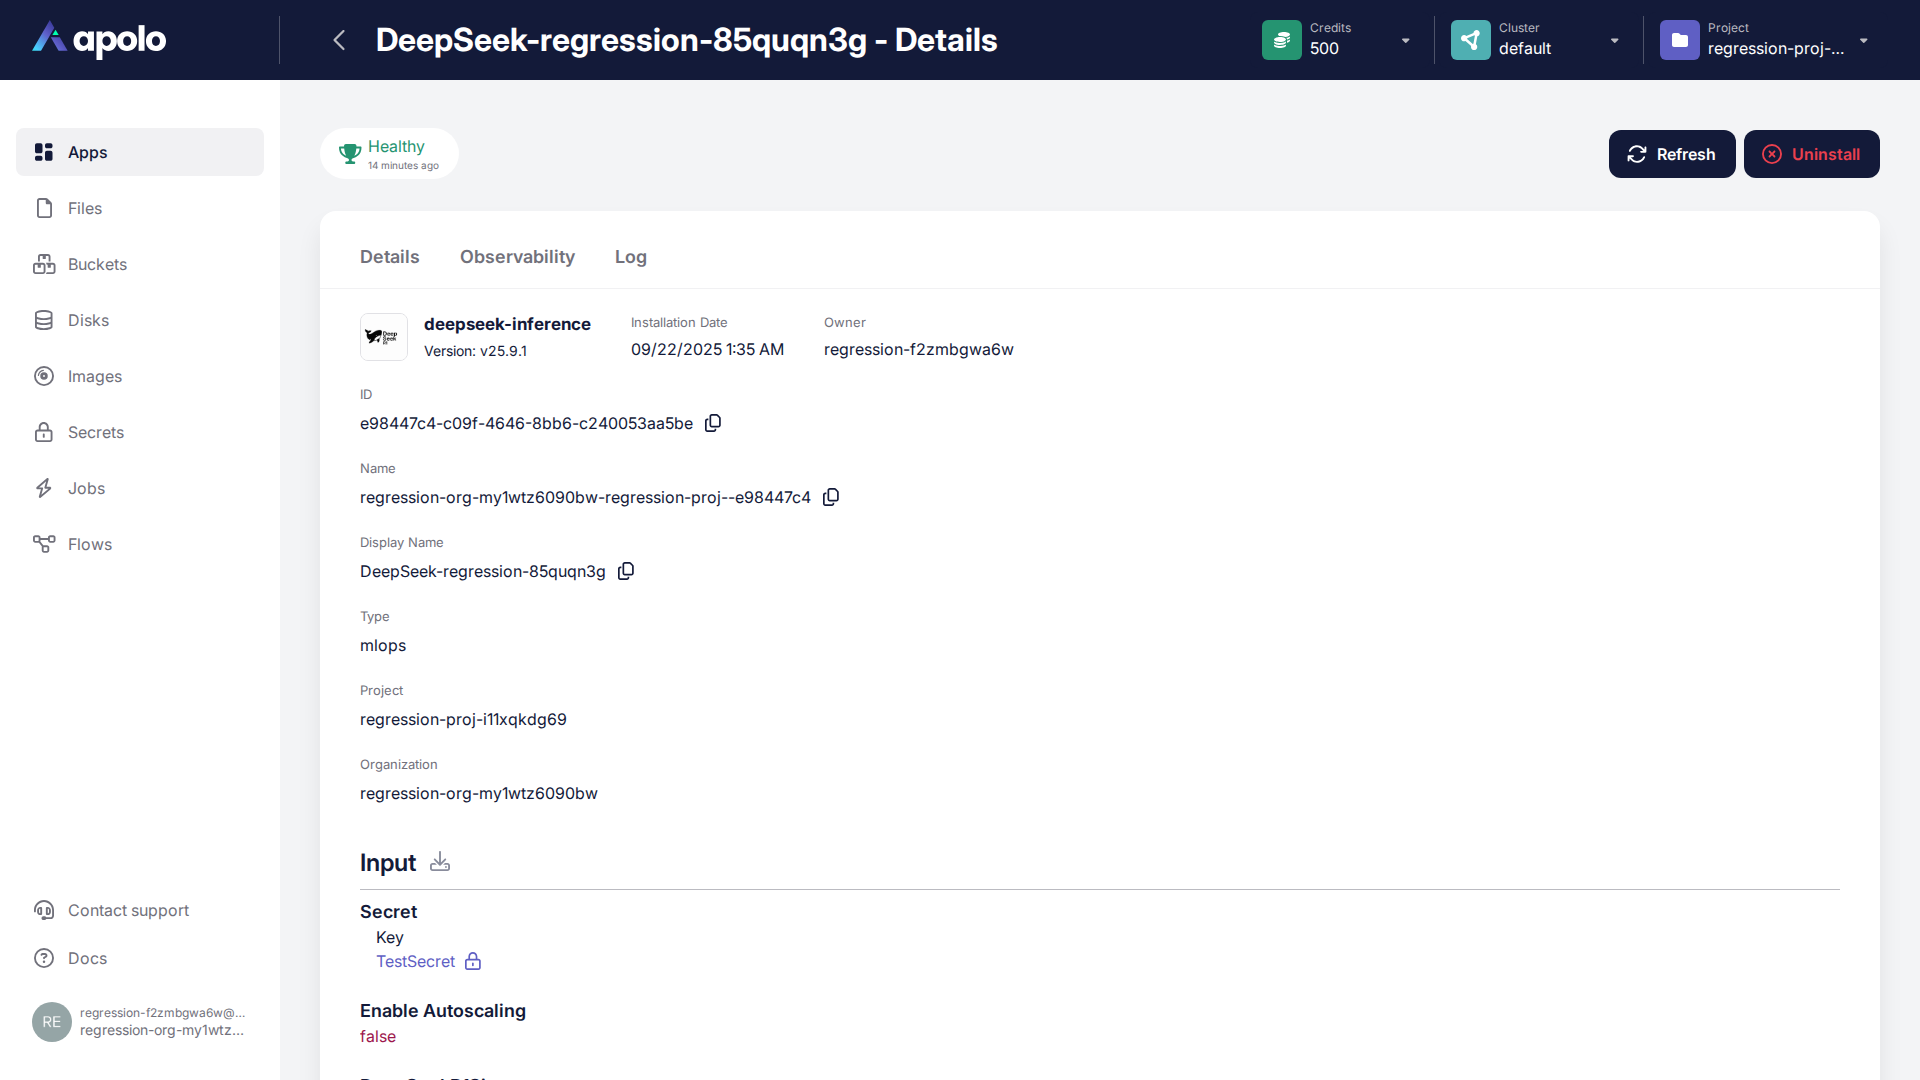 apolo
DeepSeek-regression-85quqn3g - Details
Credits
500
Cluster
default
Project
regression-proj-...
Apps
Files
Buckets
Disks
Images
Secrets
Jobs
Flows
Contact support
Docs
RE
regression-f2zmbgwa6w@...
regression-org-my1wtz...
Healthy
14 minutes ago
Refresh
Uninstall
Details
Observability
Log
deepseek-inference
Version: v25.9.1
Installation Date
09/22/2025 1:35 AM
Owner
regression-f2zmbgwa6w
ID
e98447c4-c09f-4646-8bb6-c240053aa5be
Name
regression-org-my1wtz6090bw-regression-proj--e98447c4
Display Name
DeepSeek-regression-85quqn3g
Type
mlops
Project
regression-proj-i11xqkdg69
Organization
regression-org-my1wtz6090bw
Input
Secret
Key
TestSecret
Enable Autoscaling
false